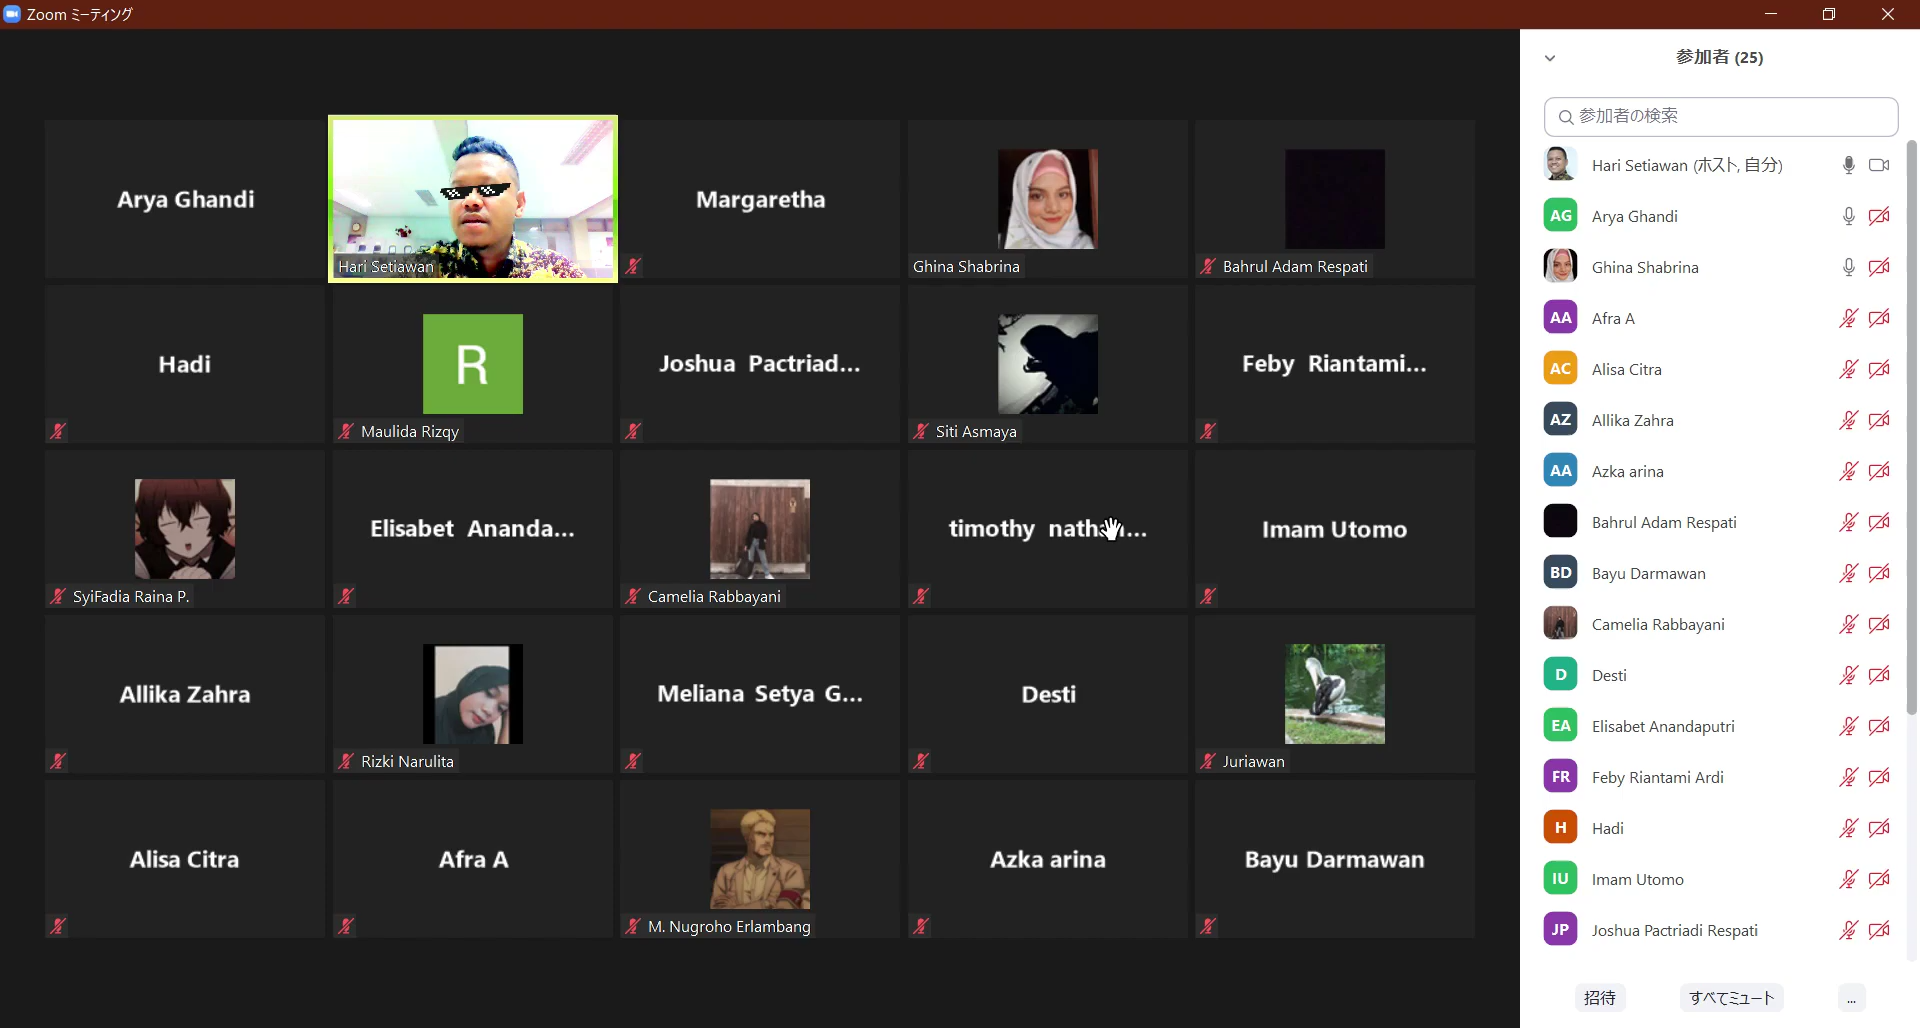 Zoom ミーティング
Arya Ghandi
Hari Setiawan
Margaretha
Ghina Shabrina
Bahrul Adam Respati
Hadi
R
Maulida Rizqy
Joshua Pactriad...
Siti Asmaya
Feby Riantami...
SyiFadia Raina P.
Elisabet Ananda...
Camelia Rabbayani
timothy nath...
Imam Utomo
Allika Zahra
Rizki Narulita
Meliana Setya G...
Desti
Juriawan
Alisa Citra
Afra A
M. Nugroho Erlambang
Azka arina
Bayu Darmawan
参加者 (25)
参加者の検索
Hari Setiawan (ホスト, 自分)
AG Arya Ghandi
Ghina Shabrina
AA Afra A
AC Alisa Citra
AZ Allika Zahra
AA Azka arina
Bahrul Adam Respati
BD Bayu Darmawan
Camelia Rabbayani
D Desti
EA Elisabet Anandaputri
FR Feby Riantami Ardi
H Hadi
IU Imam Utomo
JP Joshua Pactriadi Respati
招待 すべてミュート ...